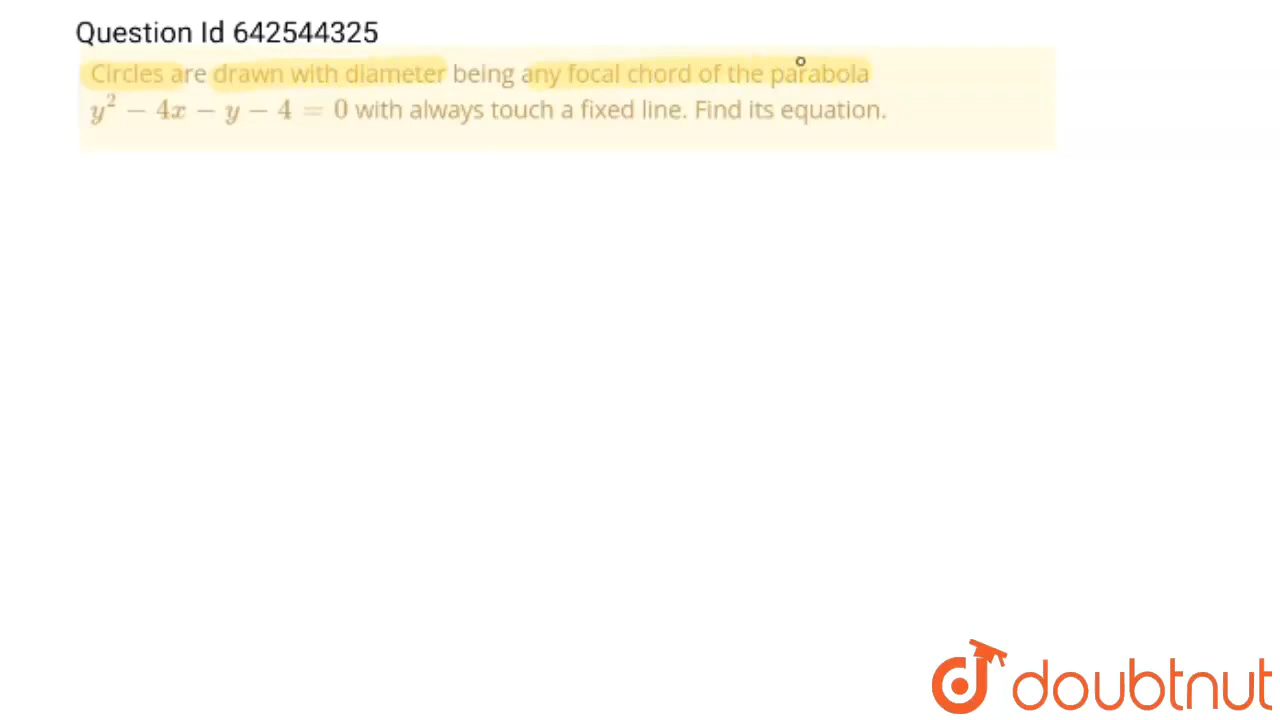 Question Id 642544325
Circles are drawn with diameter being any focal chord of the parabola
y² − 4x − y − 4 = 0 with always touch a fixed line. Find its equation.
doubtnut